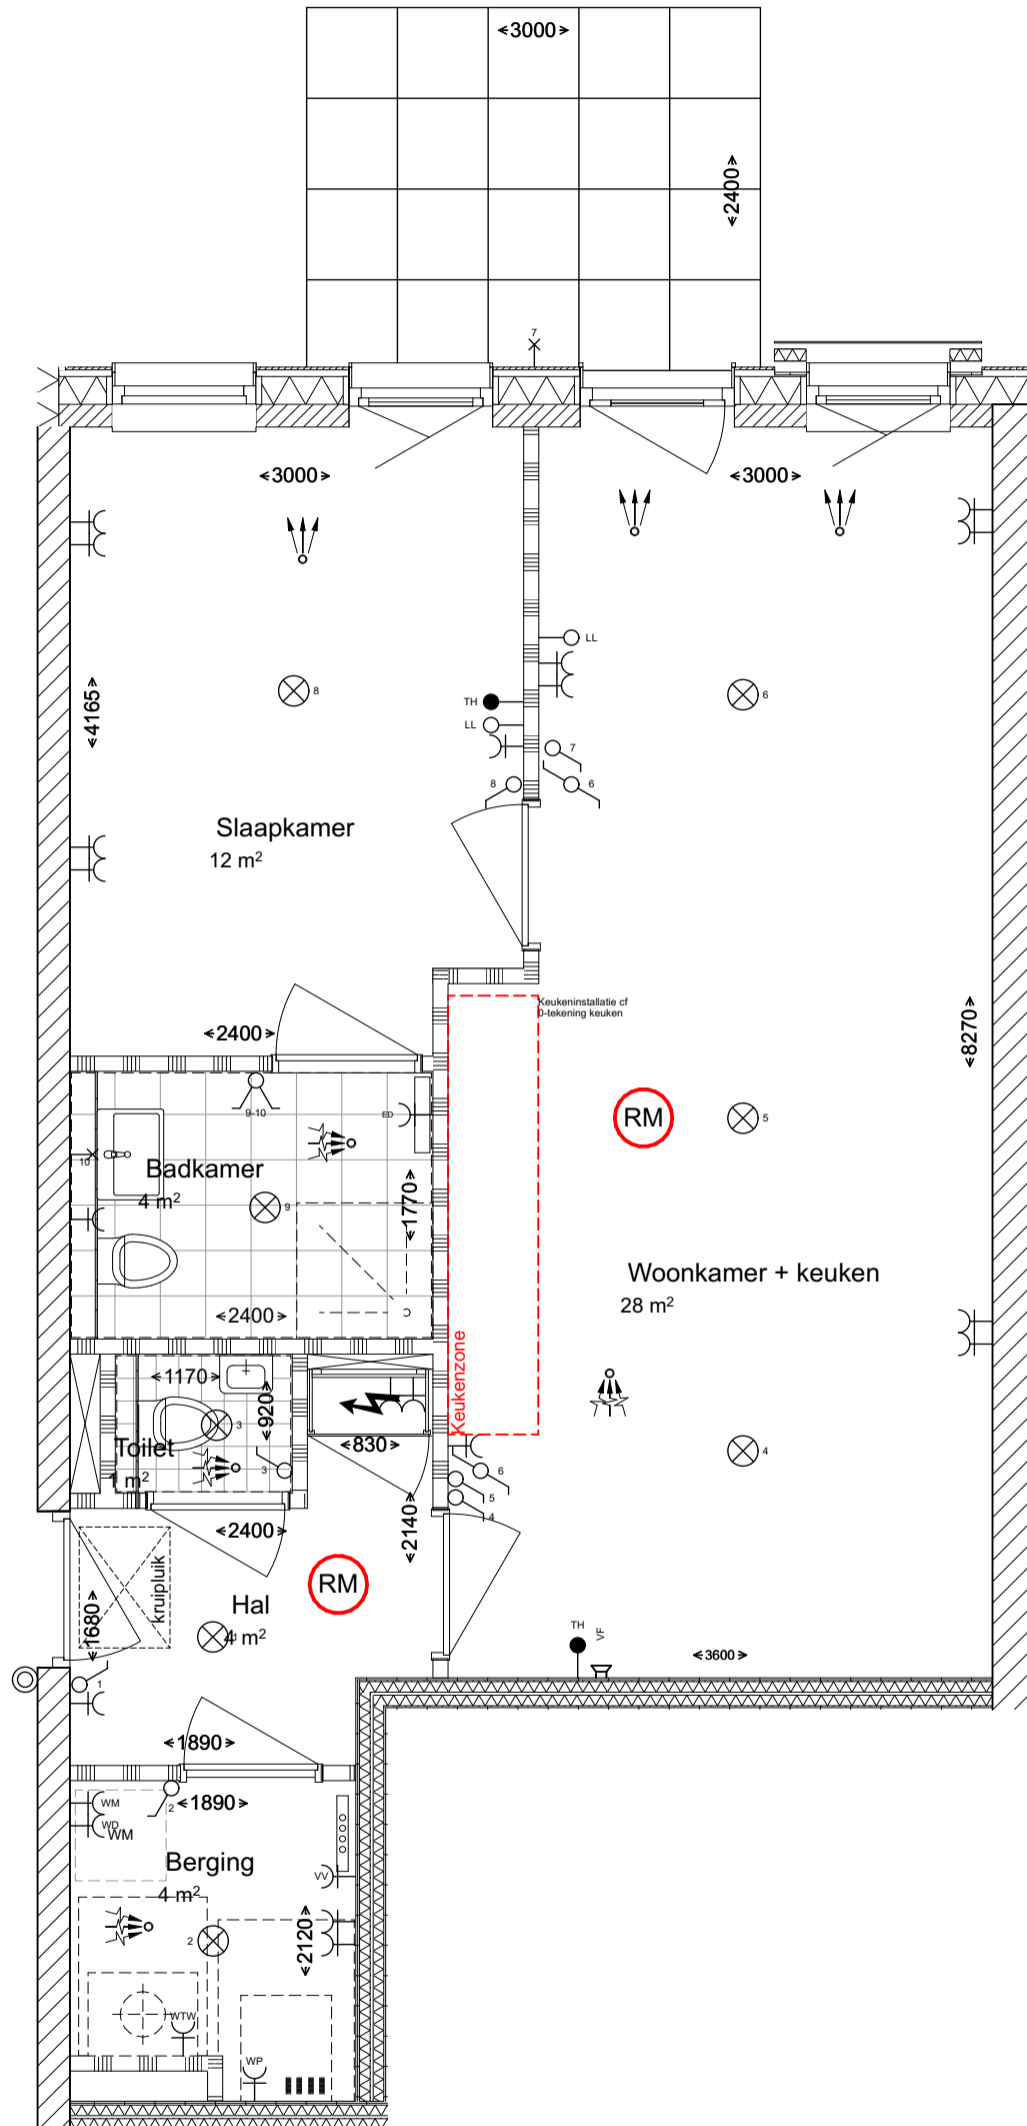 3000
2400
7
3000
3000
LL
8
6
TH
4165
LL
7
8
6
Slaapkamer
12 m²
Keukeninstallatie cf
0-tekening keuken
2400
8270
9-10
ED
RM
5
10
Badkamer
4 m²
1770
9
Woonkamer + keuken
28 m²
2400
Keukenzone
1170
920
3
830
4
Toilet
1 m²
3
6
5
4
2400
2140
kruipluik
RM
Hal
1
4 m²
1680
TH
VF
3600
1
1890
WM
2
1890
WD
WM
Berging
4 m²
VV
2
2120
WTW
WP